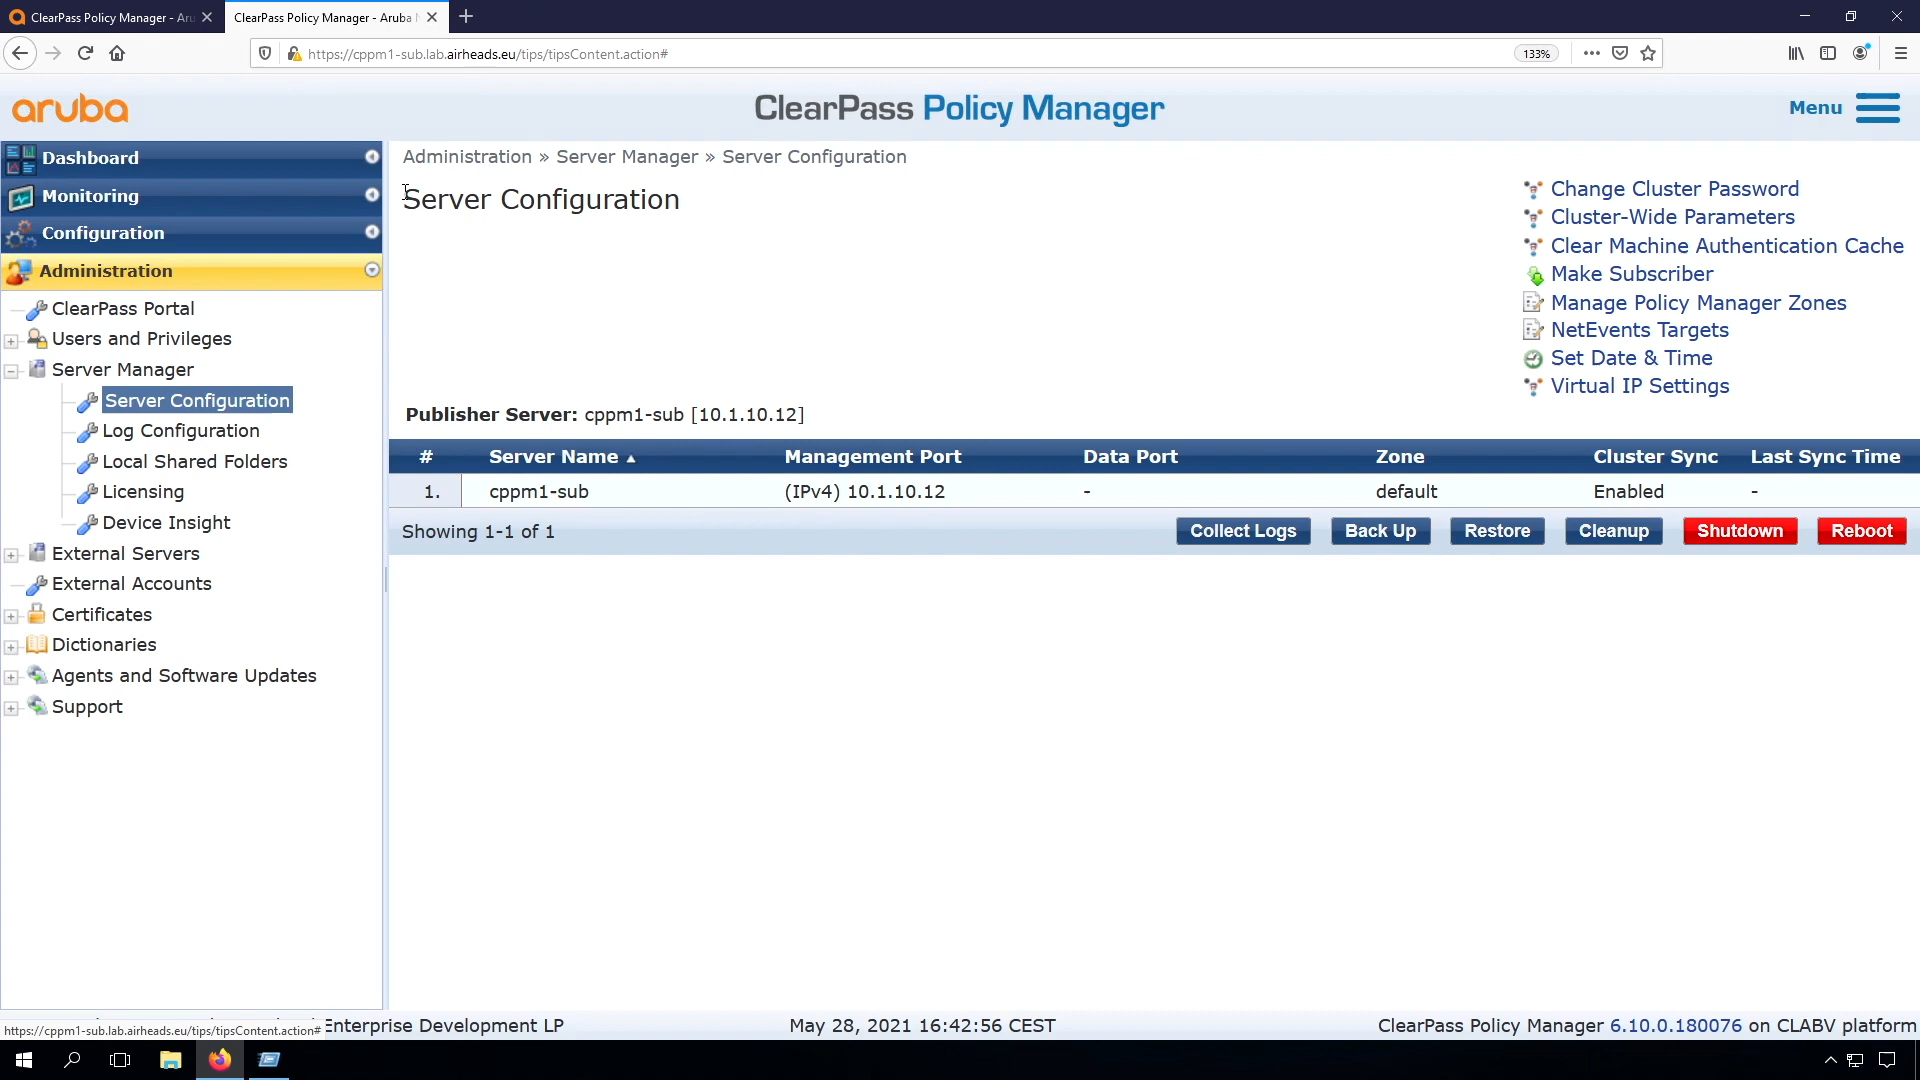 ClearPass Policy Manager - Aru
ClearPass Policy Manager - Aruba
https://cppm1-sub.lab.airheads.eu/tips/tipsContent.action#
133%
aruba
ClearPass Policy Manager
Menu
Dashboard
Monitoring
Configuration
Administration
ClearPass Portal
Users and Privileges
Server Manager
Server Configuration
Log Configuration
Local Shared Folders
Licensing
Device Insight
External Servers
External Accounts
Certificates
Dictionaries
Agents and Software Updates
Support
Administration » Server Manager » Server Configuration
Server Configuration
Change Cluster Password
Cluster-Wide Parameters
Clear Machine Authentication Cache
Make Subscriber
Manage Policy Manager Zones
NetEvents Targets
Set Date & Time
Virtual IP Settings
Publisher Server: cppm1-sub [10.1.10.12]
# Server Name Management Port Data Port Zone Cluster Sync Last Sync Time
1. cppm1-sub (IPv4) 10.1.10.12 - default Enabled -
Showing 1-1 of 1 Collect Logs Back Up Restore Cleanup Shutdown Reboot
https://cppm1-sub.lab.airheads.eu/tips/tipsContent.action#
Enterprise Development LP May 28, 2021 16:42:56 CEST ClearPass Policy Manager 6.10.0.180076 on CLABV platform